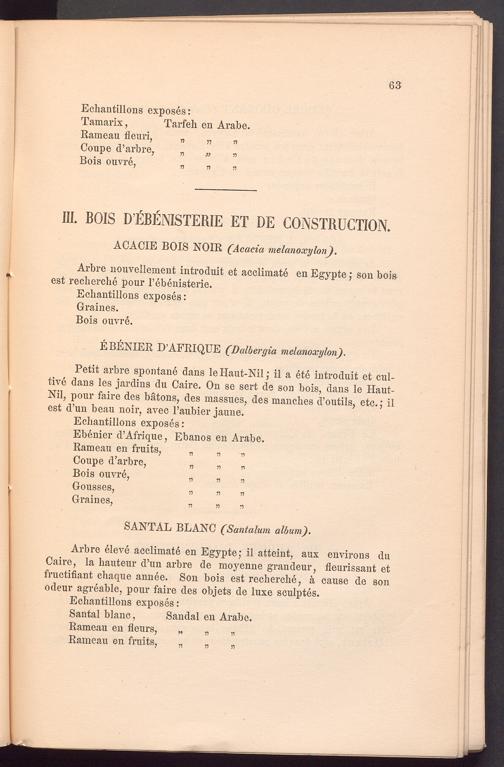 63
Echantillons exposés:
Tamarix, Tarfeh en Arabe.
Rameau fleuri, „ „ „
Coupe d'arbre, „ „ „
Bois ouvré, „ „ „
III. BOIS D'ÉBÉNISTERIE ET DE CONSTRUCTION.
ACACIE BOIS NOIR (Acacia melanoxylon).
Arbre nouvellement introduit et acclimaté en Egypte; son bois
est recherché pour l'ébénisterie.
Echantillons exposés:
Graines.
Bois ouvré.
ÉBÉNIER D'AFRIQUE (Dalbergia melanoxylon).
Petit arbre spontané dans le Haut-Nil; il a été introduit et cul-
tivé dans les jardins du Caire. On se sert de son bois, dans le Haut-
Nil, pour faire des bâtons, des massues, des manches d'outils, etc.; il
est d'un beau noir, avec l'aubier jaune.
Echantillons exposés:
Ebénier d'Afrique, Ebanos en Arabe.
Rameau en fruits, „ „ „
Coupe d'arbre, „ „ „
Bois ouvré, „ „ „
Gousses, „ „ „
Graines, „ „ „
SANTAL BLANC (Santalum album).
Arbre élevé acclimaté en Egypte; il atteint, aux environs du
Caire, la hauteur d'un arbre de moyenne grandeur, fleurissant et
fructifiant chaque année. Son bois est recherché, à cause de son
odeur agréable, pour faire des objets de luxe sculptés.
Echantillons exposés:
Santal blanc, Sandal en Arabe.
Rameau en fleurs, „ „ „
Rameau en fruits, „ „ „